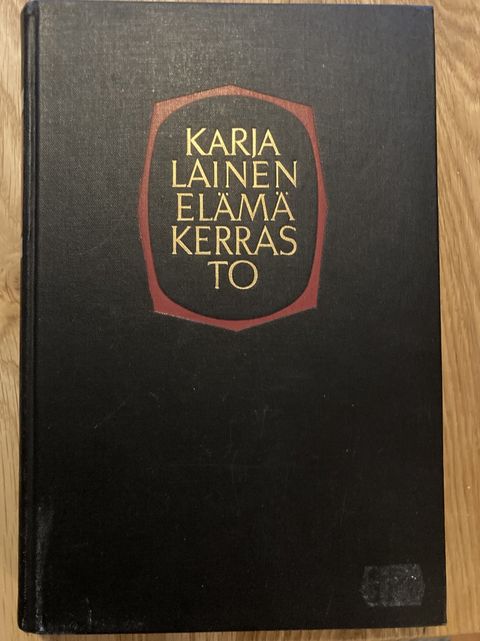 KARJA
LAINEN
ELÄMÄ
KERRAS
TO